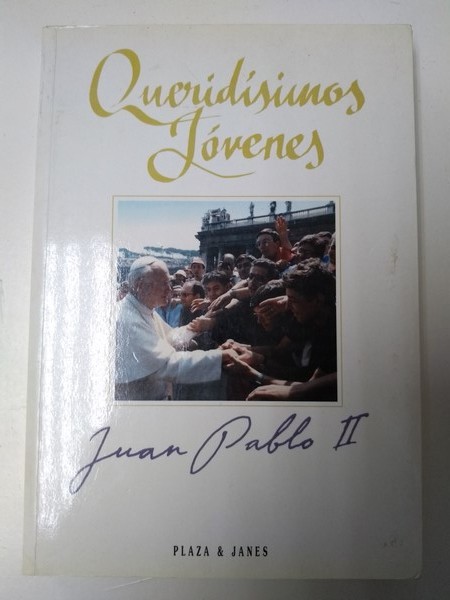 Queridísimos
Jóvenes
Juan Pablo II
PLAZA & JANES